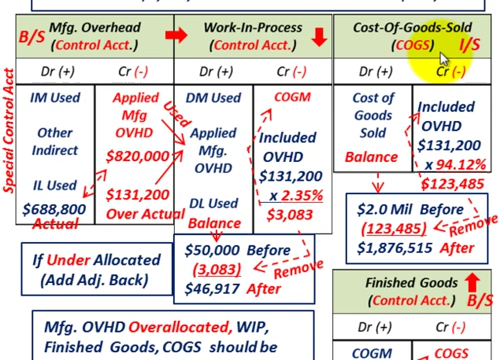 B/S
Mfg. Overhead
(Control Acct.)
Work-In-Process
(Control Acct.)
Cost-Of-Goods-Sold
(COGS)
I/S
Dr (+)
Cr (-)
Dr (+)
Cr (-)
Dr (+)
Cr (-)
Special Control Acct
IM Used
Other
Indirect
IL Used
$688,800
Actual
Applied
Mfg
OVHD
$820,000
$131,200
Over Actual
Used
DM Used
Applied
Mfg.
OVHD
DL Used
Balance
COGM
Included
OVHD
$131,200
x 2.35%
$3,083
Cost of
Goods
Sold
Balance
Included
OVHD
$131,200
x 94.12%
$123,485
$2.0 Mil Before
(123,485)
$1,876,515 After
Remove
If Under Allocated
(Add Adj. Back)
$50,000 Before
(3,083)
$46,917 After
Remove
Finished Goods
(Control Acct.)
B/S
Dr (+)
Cr (-)
COGM
COGS
Mfg. OVHD Overallocated, WIP,
Finished Goods, COGS should be